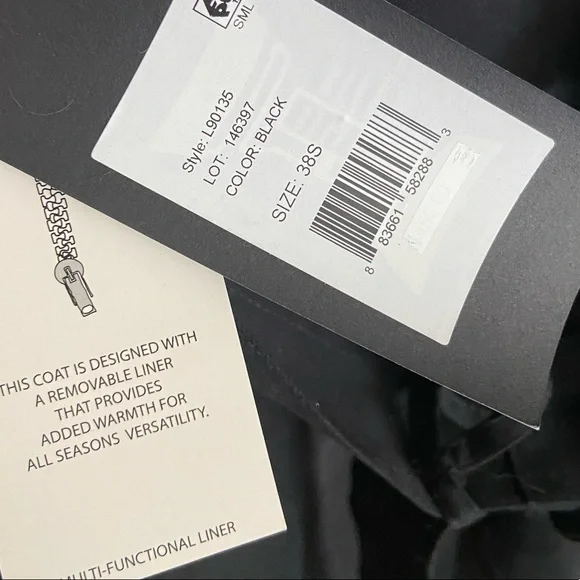 SML
Style: L90135
LOT: 146397
COLOR: BLACK
SIZE: 38S
8 83661 58288 3
THIS COAT IS DESIGNED WITH
A REMOVABLE LINER
THAT PROVIDES
ADDED WARMTH FOR
ALL SEASONS VERSATILITY.
MULTI-FUNCTIONAL LINER